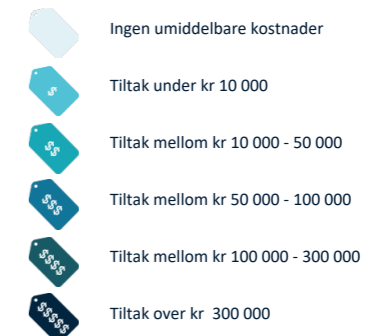 Ingen umiddelbare kostnader
$ Tiltak under kr 10 000
$$ Tiltak mellom kr 10 000 - 50 000
$$$ Tiltak mellom kr 50 000 - 100 000
$$$$ Tiltak mellom kr 100 000 - 300 000
$$$$$ Tiltak over kr 300 000